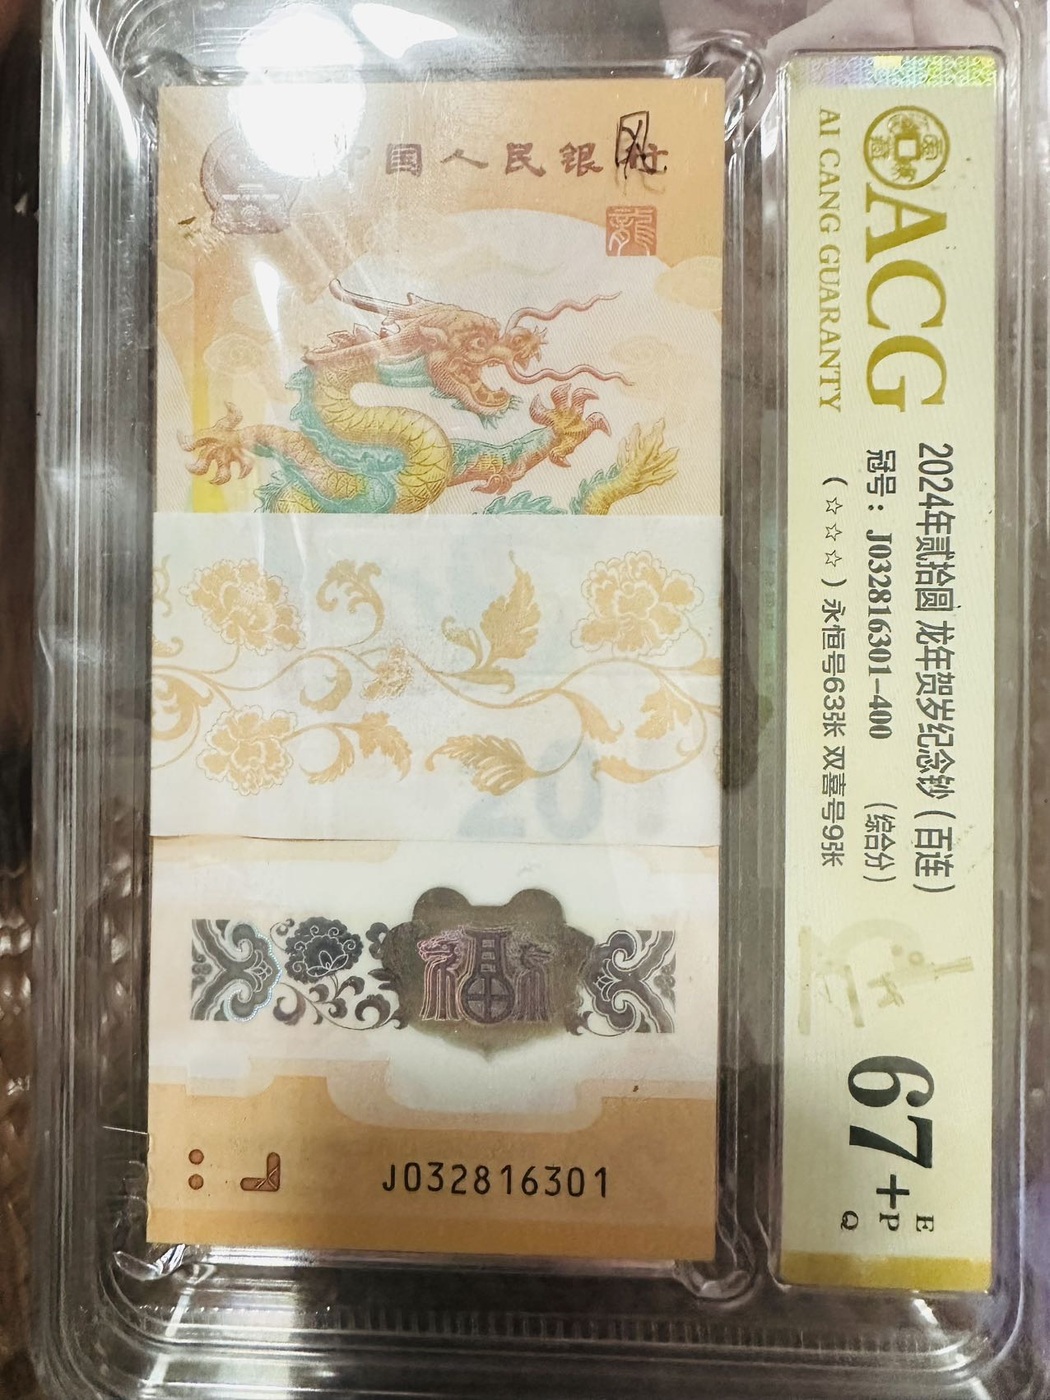 中国人民银行
龍
20
J032816301
ACG
AI CANG GUARANTY
2024年贰拾圆 龙年贺岁纪念钞（百连）
冠号：J032816301-400 （综合分）
（☆☆☆）永恒号63张 双喜号9张
67+
EPQ